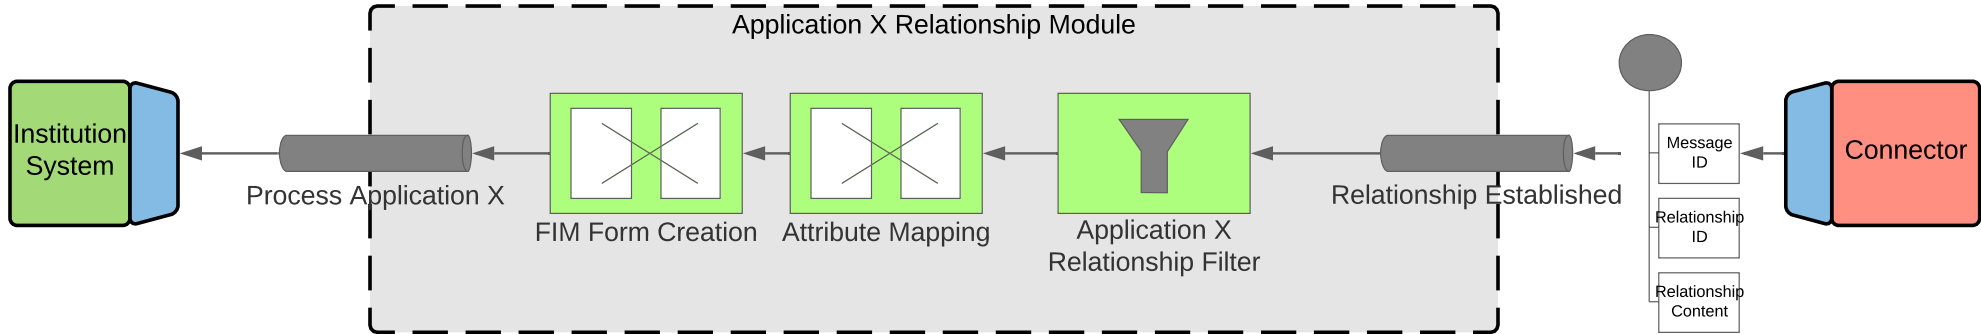 Application X Relationship Module
Institution
System
Process Application X
FIM Form Creation
Attribute Mapping
Application X
Relationship Filter
Relationship Established
Message
ID
Relationship
ID
Relationship
Content
Connector